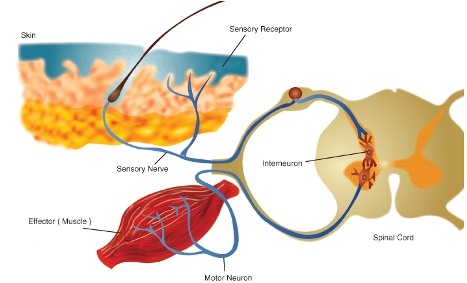 Skin
Sensory Receptor
Sensory Nerve
Interneuron
Effector ( Muscle )
Spinal Cord
Motor Neuron